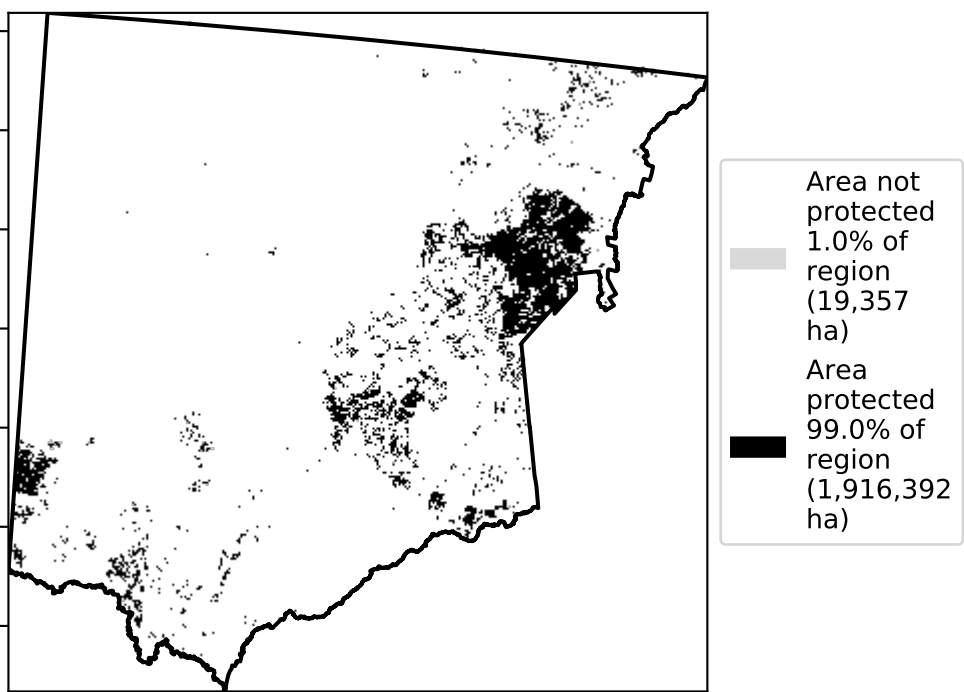 Area not
protected
1.0% of
region
(19,357
ha)
Area
protected
99.0% of
region
(1,916,392
ha)